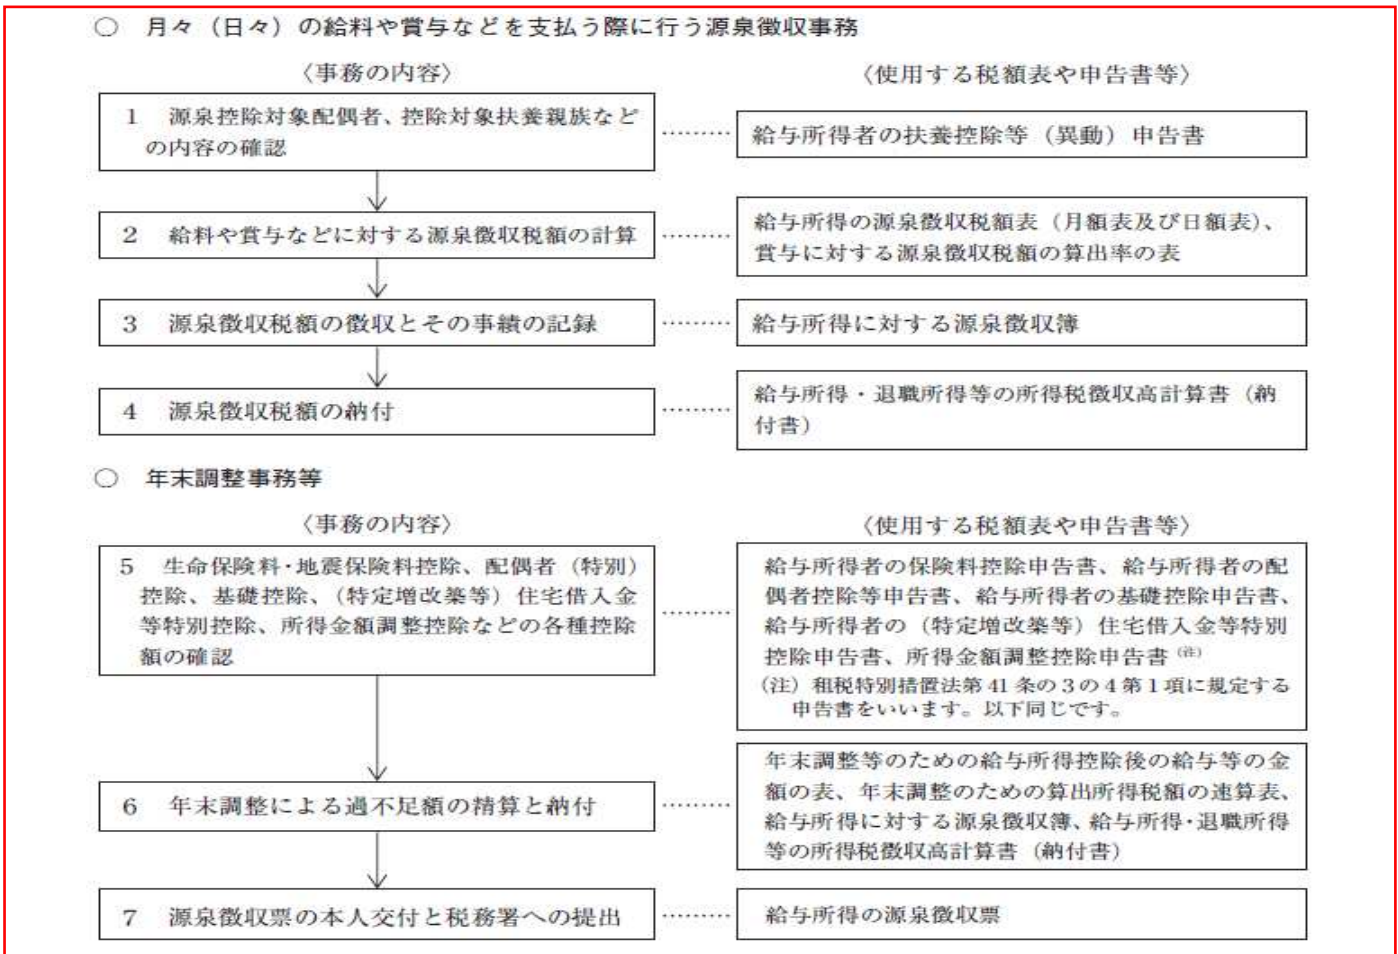 ○ 月々（日々）の給料や賞与などを支払う際に行う源泉徴収事務
〈事務の内容〉
〈使用する税額表や申告書等〉
1 源泉控除対象配偶者、控除対象扶養親族など
の内容の確認
給与所得者の扶養控除等（異動）申告書
2 給料や賞与などに対する源泉徴収税額の計算
給与所得の源泉徴収税額表（月額表及び日額表）、
賞与に対する源泉徴収税額の算出率の表
3 源泉徴収税額の徴収とその事績の記録
給与所得に対する源泉徴収簿
4 源泉徴収税額の納付
給与所得・退職所得等の所得税徴収高計算書（納
付書）
○ 年末調整事務等
〈事務の内容〉
〈使用する税額表や申告書等〉
5 生命保険料・地震保険料控除、配偶者（特別）
控除、基礎控除、（特定増改築等）住宅借入金
等特別控除、所得金額調整控除などの各種控除
額の確認
給与所得者の保険料控除申告書、給与所得者の配
偶者控除等申告書、給与所得者の基礎控除申告書、
給与所得者の（特定増改築等）住宅借入金等特別
控除申告書、所得金額調整控除申告書（注）
（注）租税特別措置法第41条の3の4第1項に規定する
申告書をいいます。以下同じです。
6 年末調整による過不足額の精算と納付
年末調整等のための給与所得控除後の給与等の金
額の表、年末調整のための算出所得税額の速算表、
給与所得に対する源泉徴収簿、給与所得・退職所得
等の所得税徴収高計算書（納付書）
7 源泉徴収票の本人交付と税務署への提出
給与所得の源泉徴収票